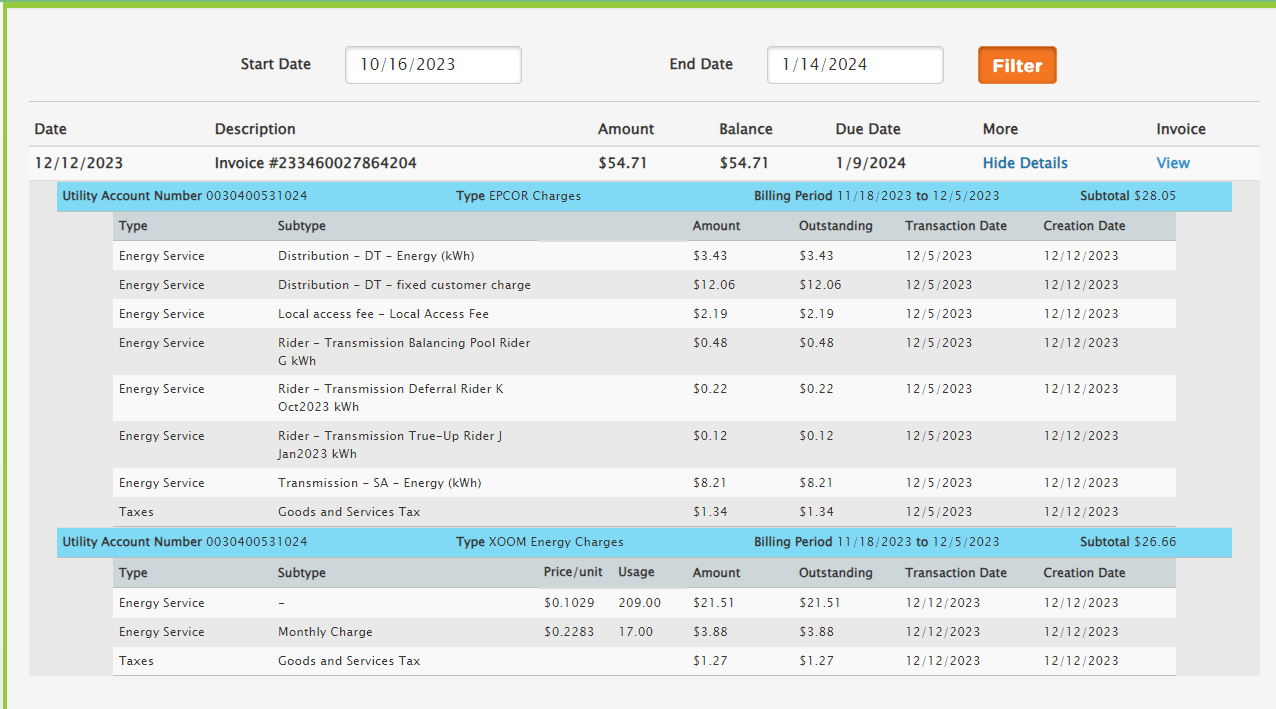 Start Date 10/16/2023 End Date 1/14/2024 Filter
Date Description Amount Balance Due Date More Invoice
12/12/2023 Invoice #233460027864204 $54.71 $54.71 1/9/2024 Hide Details View
Utility Account Number 0030400531024 Type EPCOR Charges Billing Period 11/18/2023 to 12/5/2023 Subtotal $28.05
Type Subtype Amount Outstanding Transaction Date Creation Date
Energy Service Distribution - DT - Energy (kWh) $3.43 $3.43 12/5/2023 12/12/2023
Energy Service Distribution - DT - fixed customer charge $12.06 $12.06 12/5/2023 12/12/2023
Energy Service Local access fee - Local Access Fee $2.19 $2.19 12/5/2023 12/12/2023
Energy Service Rider - Transmission Balancing Pool Rider $0.48 $0.48 12/5/2023 12/12/2023
G kWh
Energy Service Rider - Transmission Deferral Rider K $0.22 $0.22 12/5/2023 12/12/2023
Oct2023 kWh
Energy Service Rider - Transmission True-Up Rider J $0.12 $0.12 12/5/2023 12/12/2023
Jan2023 kWh
Energy Service Transmission - SA - Energy (kWh) $8.21 $8.21 12/5/2023 12/12/2023
Taxes Goods and Services Tax $1.34 $1.34 12/5/2023 12/12/2023
Utility Account Number 0030400531024 Type XOOM Energy Charges Billing Period 11/18/2023 to 12/5/2023 Subtotal $26.66
Type Subtype Price/unit Usage Amount Outstanding Transaction Date Creation Date
Energy Service - $0.1029 209.00 $21.51 $21.51 12/12/2023 12/12/2023
Energy Service Monthly Charge $0.2283 17.00 $3.88 $3.88 12/12/2023 12/12/2023
Taxes Goods and Services Tax $1.27 $1.27 12/12/2023 12/12/2023